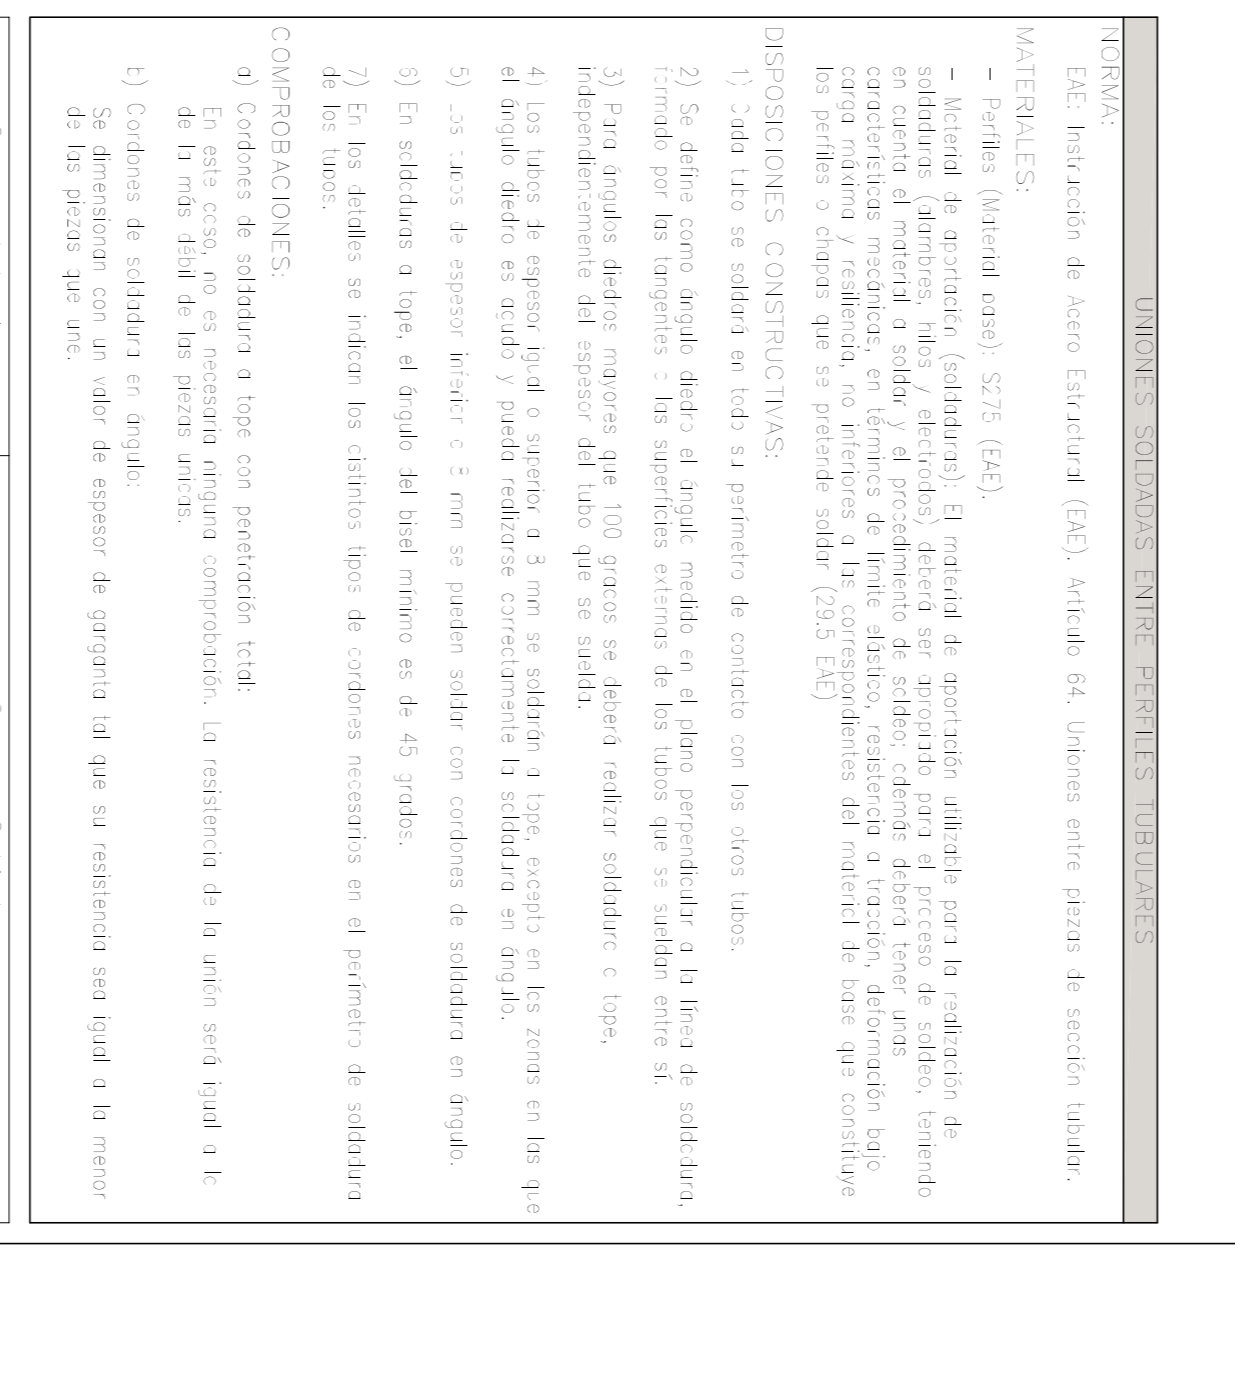 UNIONES SOLDADAS ENTRE PERFILES TUBULARES
NORMA:
EAE: Instrucción de Acero Estructural (EAE). Artículo 64. Uniones entre piezas de sección tubular.
MATERIALES:
- Perfiles (Material base): S275 (EAE).
- Material de aportación (soldaduras): El material de aportación utilizable para la realización de
soldaduras (alambres, hilos y electrodos) deberá ser apropiado para el proceso de soldeo, teniendo
en cuenta el material a soldar y el procedimiento de soldeo; además deberá tener unas
características mecánicas, en términos de límite elástico, resistencia a tracción, deformación bajo
carga máxima y resiliencia, no inferiores a las correspondientes del material de base que constituye
los perfiles o chapas que se pretende soldar (29.5 EAE)
DISPOSICIONES CONSTRUCTIVAS:
1) Cada tubo se soldará en todo su perímetro de contacto con los otros tubos.
2) Se define como ángulo diedro el ángulo medido en el plano perpendicular a la línea de soldadura,
formado por las tangentes a las superficies externas de los tubos que se sueldan entre sí.
3) Para ángulos diedros mayores que 100 grados se deberá realizar soldadura a tope,
independientemente del espesor del tubo que se suelda.
4) Los tubos de espesor igual o superior a 8 mm se soldarán a tope, excepto en las zonas en las que
el ángulo diedro es agudo y pueda realizarse correctamente la soldadura en ángulo.
5) Los tubos de espesor inferior a 8 mm se pueden soldar con cordones de soldadura en ángulo.
6) En soldaduras a tope, el ángulo del bisel mínimo es de 45 grados.
7) En los detalles se indican los distintos tipos de cordones necesarios en el perímetro de soldadura
de los tubos.
COMPROBACIONES:
a) Cordones de soldadura a tope con penetración total:
En este caso, no es necesaria ninguna comprobación. La resistencia de la unión será igual a la
de la más débil de las piezas unidas.
b) Cordones de soldadura en ángulo:
Se dimensionan con un valor de espesor de garganta tal que su resistencia sea igual a la menor
de las piezas que une.